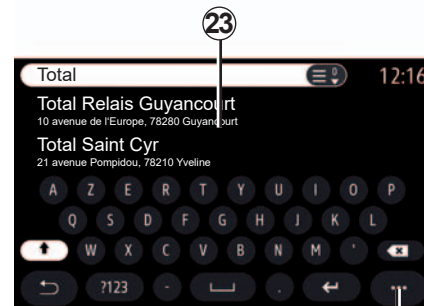 23
Total 0 12:16
Total Relais Guyancourt
10 avenue de l'Europe, 78280 Guyancourt
Total Saint Cyr
21 avenue Pompidou, 78210 Yveline
A Z E R T Y U I O P
Q S D F G H J K L
W X C V B N M '
?123 - .
...